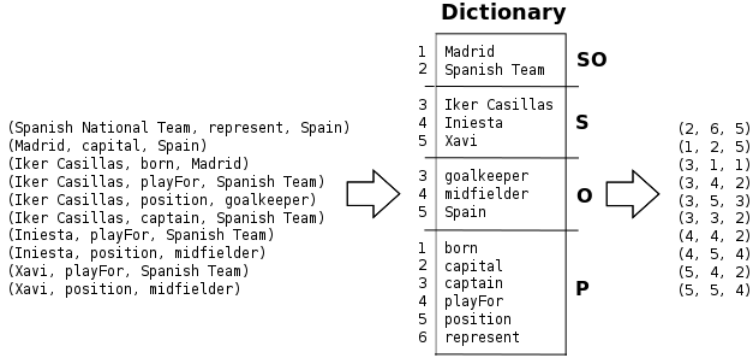 Dictionary
1 Madrid
2 Spanish Team
SO
3 Iker Casillas
4 Iniesta
5 Xavi
S
3 goalkeeper
4 midfielder
5 Spain
O
1 born
2 capital
3 captain
4 playFor
5 position
6 represent
P
(Spanish National Team, represent, Spain)
(Madrid, capital, Spain)
(Iker Casillas, born, Madrid)
(Iker Casillas, playFor, Spanish Team)
(Iker Casillas, position, goalkeeper)
(Iker Casillas, captain, Spanish Team)
(Iniesta, playFor, Spanish Team)
(Iniesta, position, midfielder)
(Xavi, playFor, Spanish Team)
(Xavi, position, midfielder)
(2, 6, 5)
(1, 2, 5)
(3, 1, 1)
(3, 4, 2)
(3, 5, 3)
(3, 3, 2)
(4, 4, 2)
(4, 5, 4)
(5, 4, 2)
(5, 5, 4)